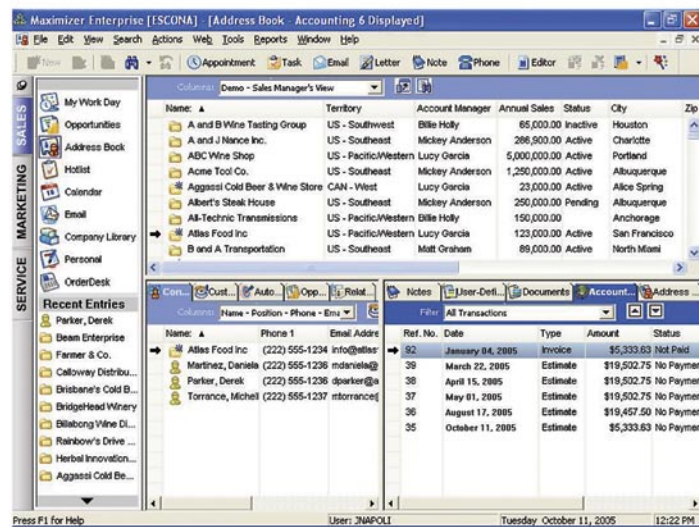 Maximizer Enterprise [ESCONA] - [Address Book - Accounting 6 Displayed]
File Edit View Search Actions Web Tools Reports Window Help
New Appointment Task Email Letter Note Phone Editor
SALES
MARKETING
SERVICE
My Work Day
Opportunities
Address Book
Hotlist
Calendar
Email
Company Library
Personal
OrderDesk
Recent Entries
Parker, Derek
Beam Enterprise
Farmer & Co.
Calloway Distribu...
Brisbane's Cold B...
BridgeHead Winery
Billabong Wine Di...
Rainbow's Drive ...
Herbal Innovation...
Aggassi Cold Be...
Columns: Demo - Sales Manager's View
Name: Territory Account Manager Annual Sales Status City Zip
A and B Wine Tasting Group US - Southwest Billie Holly 65,000.00 Inactive Houston
A and J Nance Inc. US - Southeast Mickey Anderson 286,900.00 Active Charlotte
ABC Wine Shop US - Pacific/Western Lucy Garcia 5,000,000.00 Active Portland
Acme Tool Co. US - Southeast Mickey Anderson 1,250,000.00 Active Albuquerque
Aggassi Cold Beer & Wine Store CAN - West Lucy Garcia 23,000.00 Active Alice Spring
Albert's Steak House US - Southeast Mickey Anderson 250,000.00 Pending Albuquerque
All-Technic Transmissions US - Pacific/Western Billie Holly 150,000.00 Anchorage
Atlas Food Inc US - Pacific/Western Lucy Garcia 123,000.00 Active San Francisco
B and A Transportation US - Southeast Matt Graham 89,000.00 Active North Miami
Con... Cust... Auto... Opp... Relat...
Columns: Name - Position - Phone - Ema
Name: Phone 1 Email Addre
Atlas Food Inc (222) 555-1234 info@atlas
Martinez, Daniela (222) 555-1236 mdaniela@
Parker, Derek (222) 555-1236 dparker@a
Torrance, Michell (222) 555-1237 mtorrance
Notes User-Defi... Documents Account... Address ...
Filter All Transactions
Ref. No. Date Type Amount Status
92 January 04, 2005 Invoice $5,333.63 Not Paid
39 March 22, 2005 Estimate $19,502.75 No Paymer
38 April 15, 2005 Estimate $19,502.75 No Paymer
37 May 01, 2005 Estimate $19,502.75 No Paymer
36 August 17, 2005 Estimate $19,457.50 No Paymer
35 October 11, 2005 Estimate $5,333.63 No Paymer
Press F1 for Help User: JNAPOLI Tuesday October 11, 2005 12:22 PM